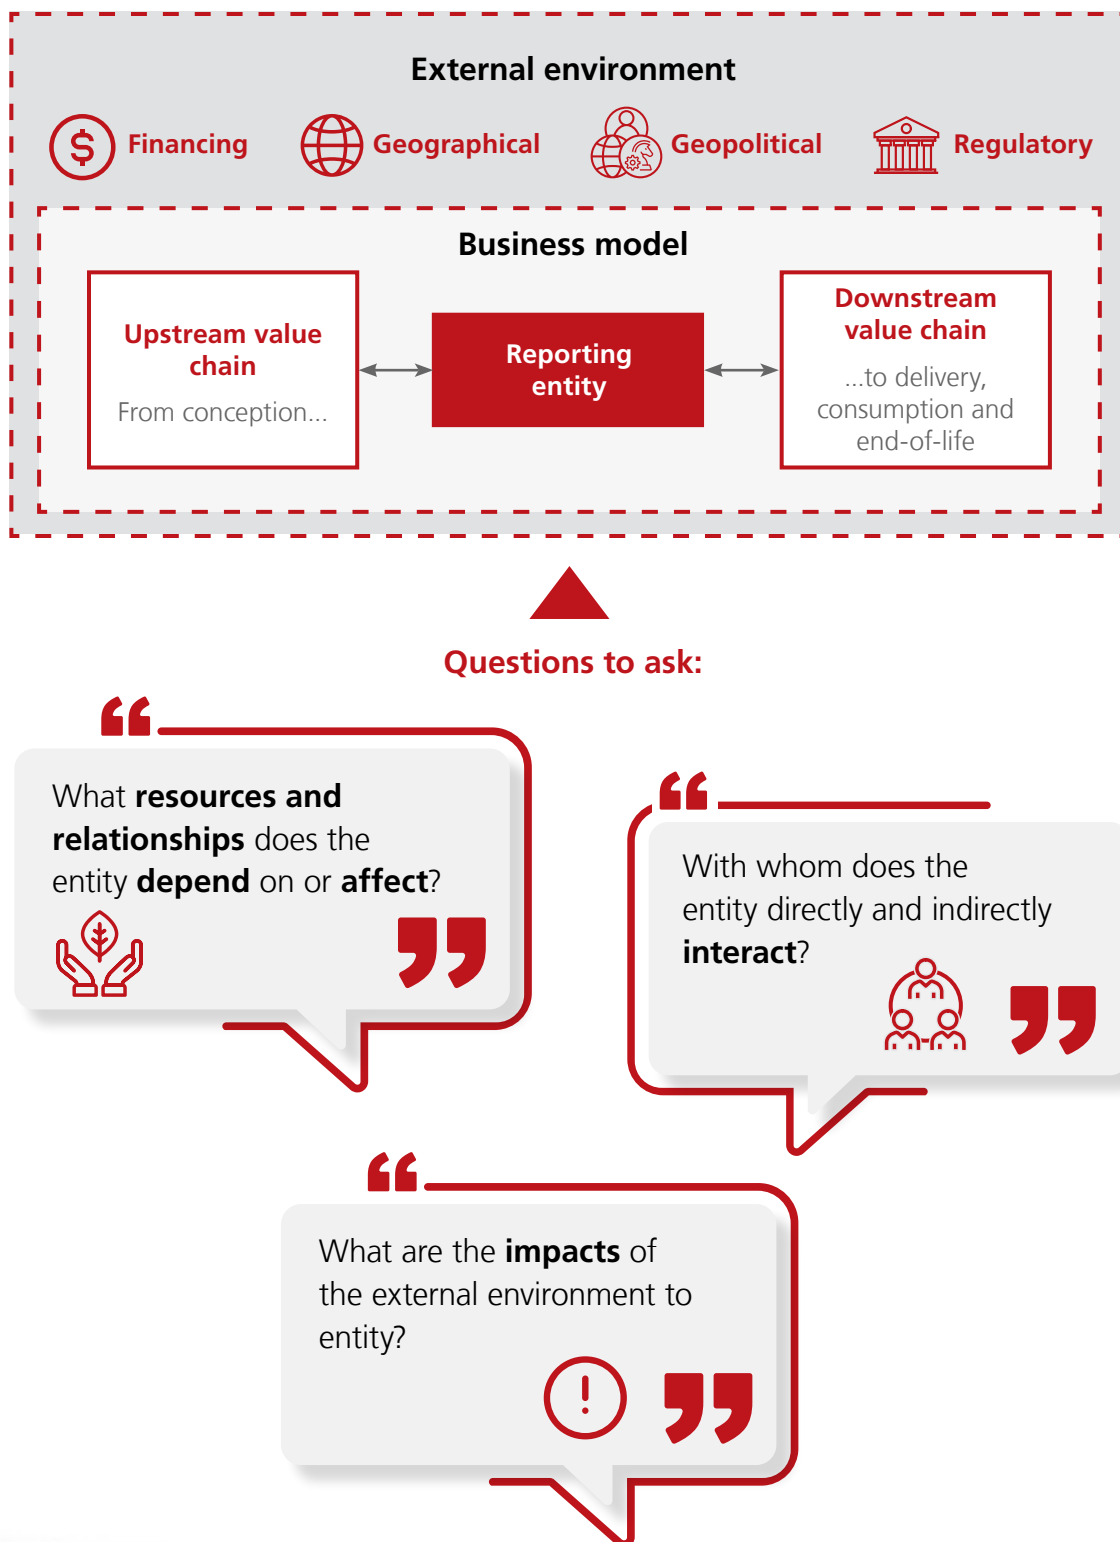 External environment
Financing
Geographical
Geopolitical
Regulatory
Business model
Upstream value
chain
From conception...
Reporting
entity
Downstream
value chain
...to delivery,
consumption and
end-of-life
Questions to ask:
What resources and
relationships does the
entity depend on or affect?
With whom does the
entity directly and indirectly
interact?
What are the impacts of
the external environment to
entity?